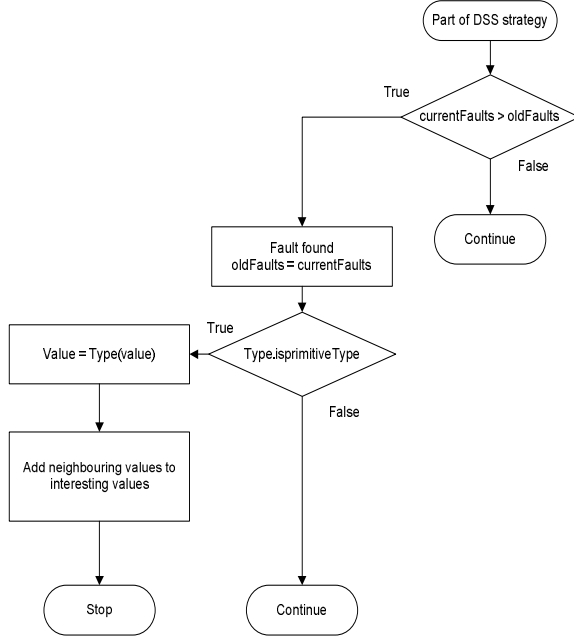 Part of DSS strategy
True
currentFaults > oldFaults
False
Continue
Fault found
oldFaults = currentFaults
True
Value = Type(value)
Type.isprimitiveType
False
Add neighbouring values to
interesting values
Stop
Continue